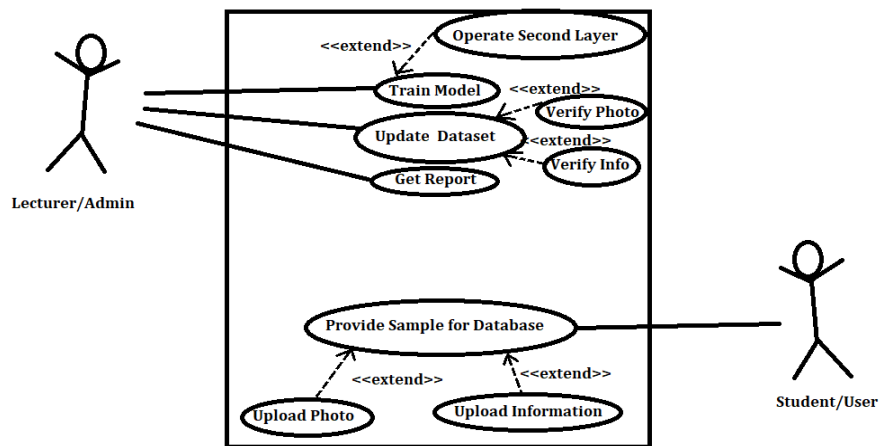 Operate Second Layer
<<extend>>
Train Model
<<extend>>
Verify Photo
Update Dataset
<<extend>>
Verify Info
Get Report
Lecturer/Admin
Provide Sample for Database
<<extend>>
<<extend>>
Upload Photo
Upload Information
Student/User